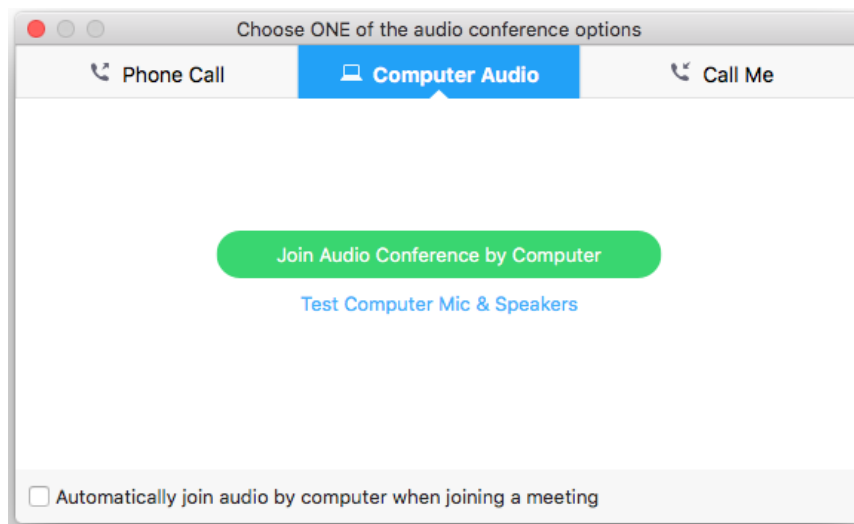 Choose ONE of the audio conference options
Phone Call
Computer Audio
Call Me
Join Audio Conference by Computer
Test Computer Mic & Speakers
Automatically join audio by computer when joining a meeting